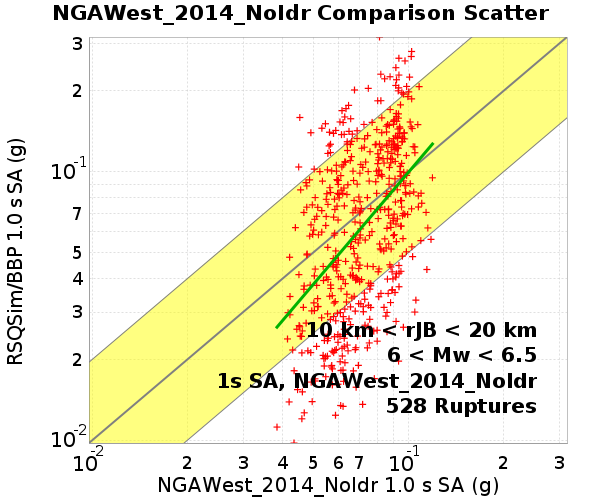 NGAWest_2014_NoIdr Comparison Scatter
RSQSim/BBP 1.0 s SA (g)
3
2
10⁻¹
7
5
4
3
2
10⁻²
10 km < rJB < 20 km
6 < Mw < 6.5
1s SA, NGAWest_2014_NoIdr
528 Ruptures
10⁻² 2 3 4 5 6 7 10⁻¹ 2 3
NGAWest_2014_NoIdr 1.0 s SA (g)